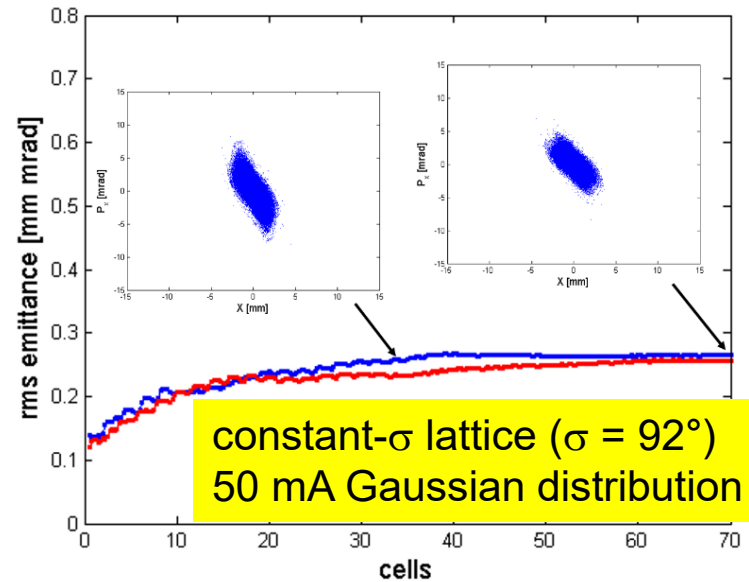 0.8
0.7
0.6
0.5
0.4
0.3
0.2
0.1
0
rms emittance [mm mrad]
15
10
5
0
-5
-10
-15
P_x [mrad]
-15 -10 -5 0 5 10 15
X [mm]
15
10
5
0
-5
-10
-15
P_x [mrad]
-15 -10 -5 0 5 10 15
X [mm]
constant-σ lattice (σ = 92°)
50 mA Gaussian distribution
0 10 20 30 40 50 60 70
cells